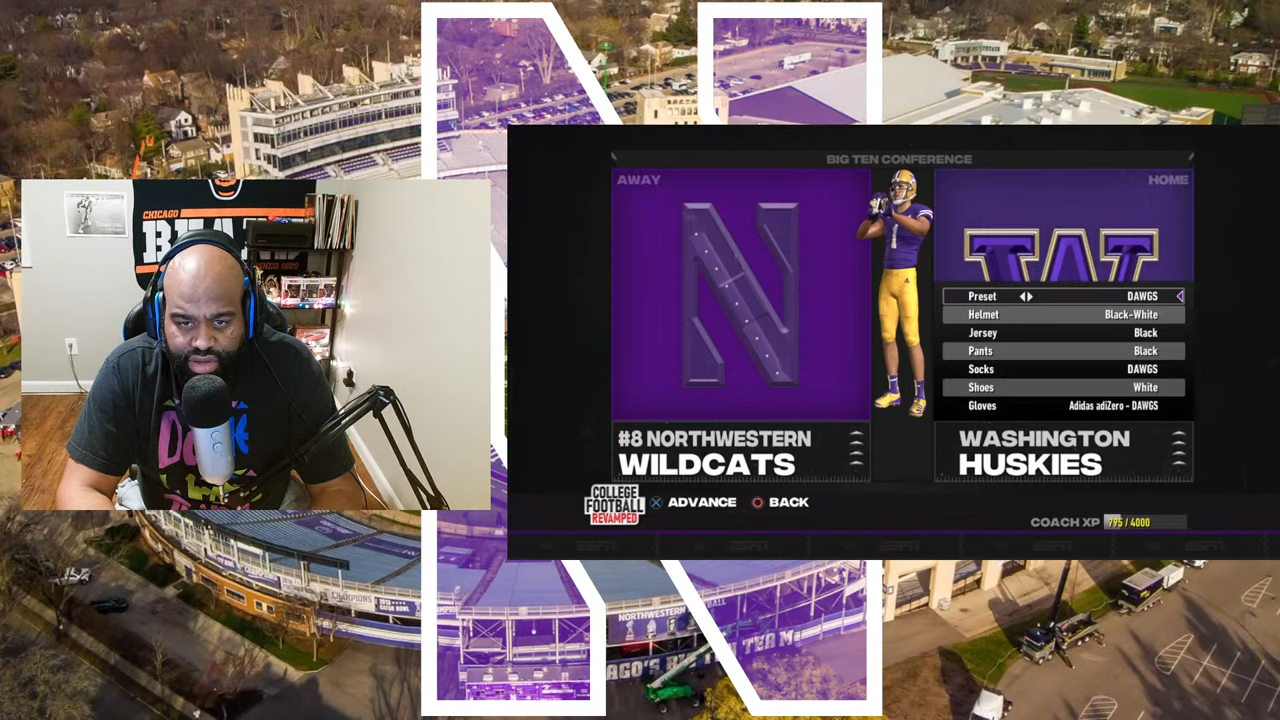 BIG TEN CONFERENCE
AWAY
HOME
CHICAGO
Preset DAWGS
Helmet Black-White
Jersey Black
Pants Black
Socks DAWGS
Shoes White
Gloves Adidas adiZero - DAWGS
#8 NORTHWESTERN
WILDCATS
WASHINGTON
HUSKIES
COLLEGE
FOOTBALL
REVAMPED
ADVANCE
BACK
COACH XP 795 / 4000
CHAMPIONS
NORTHWESTERN
TEAM